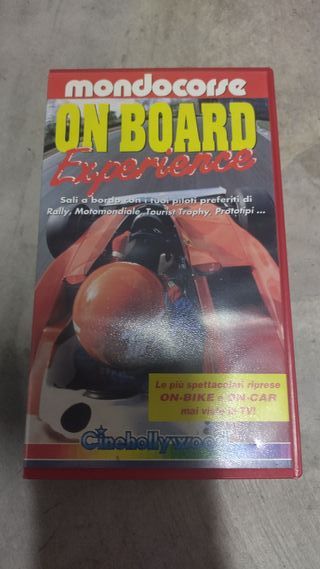 mondocorse
ON BOARD
Experience
Sali a bordo con i tuoi piloti preferiti di
Rally, Motomondiale, Tourist Trophy, Prototipi ...
Le più spettacolari riprese
ON-BIKE e ON-CAR
mai viste in TV!
Cinehollywood